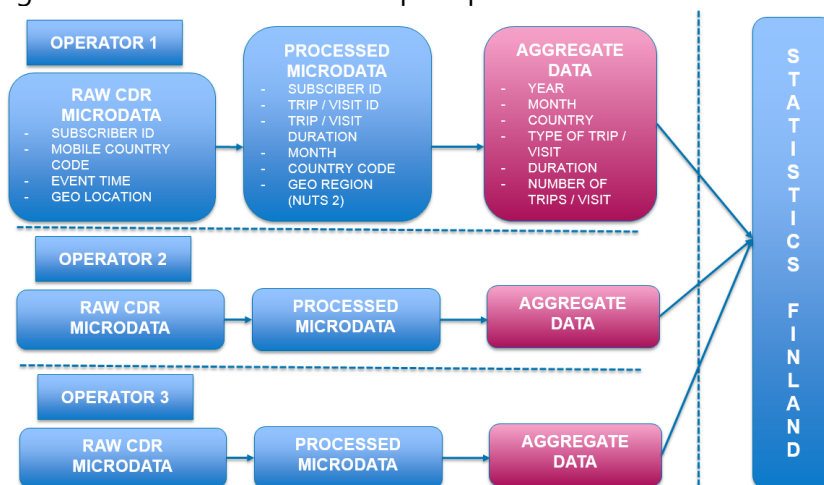 OPERATOR 1
RAW CDR
MICRODATA
- SUBSCRIBER ID
- MOBILE COUNTRY
CODE
- EVENT TIME
- GEO LOCATION
PROCESSED
MICRODATA
- SUBSCIBER ID
- TRIP / VISIT ID
- TRIP / VISIT
DURATION
- MONTH
- COUNTRY CODE
- GEO REGION
(NUTS 2)
AGGREGATE
DATA
- YEAR
- MONTH
- COUNTRY
- TYPE OF TRIP /
VISIT
- DURATION
- NUMBER OF
TRIPS / VISIT
OPERATOR 2
RAW CDR
MICRODATA
PROCESSED
MICRODATA
AGGREGATE
DATA
OPERATOR 3
RAW CDR
MICRODATA
PROCESSED
MICRODATA
AGGREGATE
DATA
STATISTICS FINLAND